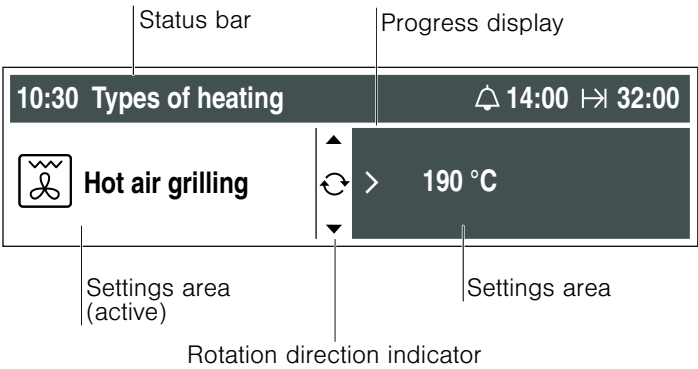 Status bar
Progress display
10:30 Types of heating 14:00 32:00
Hot air grilling 190 °C
Settings area
(active)
Settings area
Rotation direction indicator